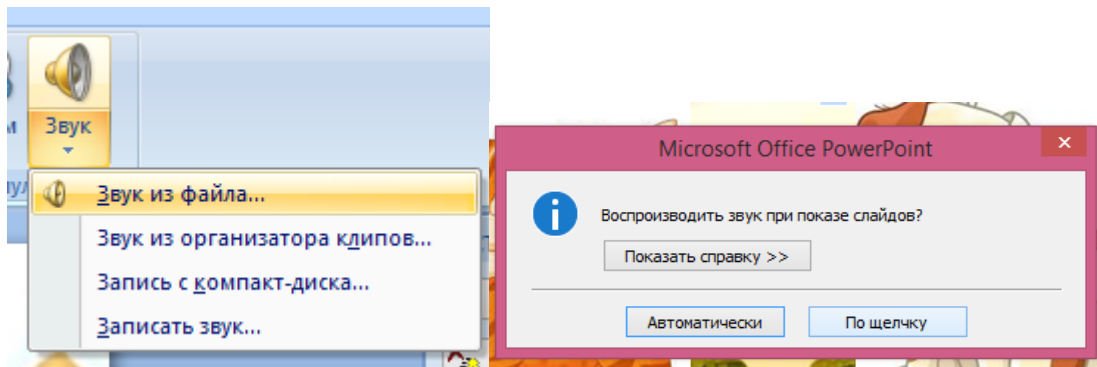 Звук
Звук из файла...
Звук из организатора клипов...
Запись с компакт-диска...
Записать звук...
Microsoft Office PowerPoint
Воспроизводить звук при показе слайдов?
Показать справку >>
Автоматически
По щелчку